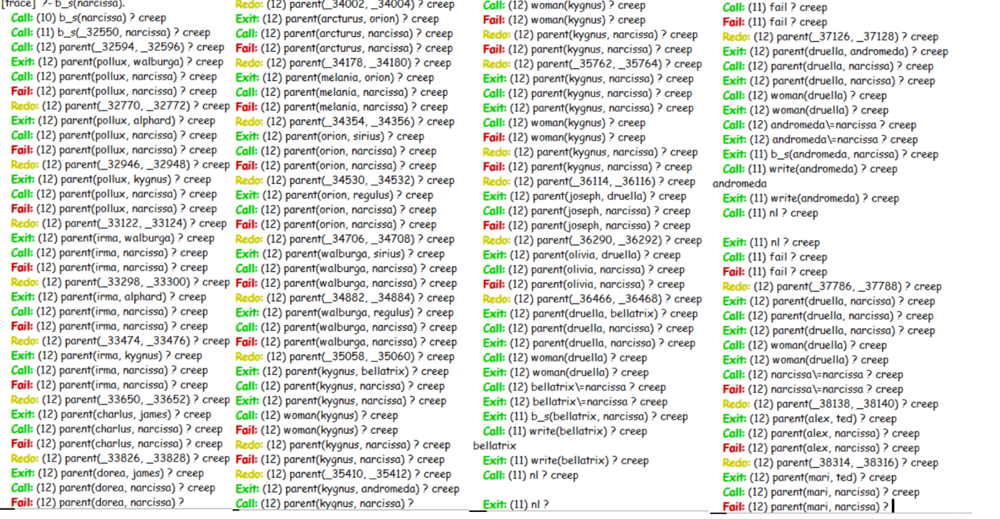 [trace] ?- b_s(narcissa).
Call: (10) b_s(narcissa) ? creep
Call: (11) b_s(_32550, narcissa) ? creep
Call: (12) parent(_32594, _32596) ? creep
Exit: (12) parent(pollux, walburga) ? creep
Call: (12) parent(pollux, narcissa) ? creep
Fail: (12) parent(pollux, narcissa) ? creep
Redo: (12) parent(_32770, _32772) ? creep
Exit: (12) parent(pollux, alphard) ? creep
Call: (12) parent(pollux, narcissa) ? creep
Fail: (12) parent(pollux, narcissa) ? creep
Redo: (12) parent(_32946, _32948) ? creep
Exit: (12) parent(pollux, kygnus) ? creep
Call: (12) parent(pollux, narcissa) ? creep
Fail: (12) parent(pollux, narcissa) ? creep
Redo: (12) parent(_33122, _33124) ? creep
Exit: (12) parent(irma, walburga) ? creep
Call: (12) parent(irma, narcissa) ? creep
Fail: (12) parent(irma, narcissa) ? creep
Redo: (12) parent(_33298, _33300) ? creep
Exit: (12) parent(irma, alphard) ? creep
Call: (12) parent(irma, narcissa) ? creep
Fail: (12) parent(irma, narcissa) ? creep
Redo: (12) parent(_33474, _33476) ? creep
Exit: (12) parent(irma, kygnus) ? creep
Call: (12) parent(irma, narcissa) ? creep
Fail: (12) parent(irma, narcissa) ? creep
Redo: (12) parent(_33650, _33652) ? creep
Exit: (12) parent(charlus, james) ? creep
Call: (12) parent(charlus, narcissa) ? creep
Fail: (12) parent(charlus, narcissa) ? creep
Redo: (12) parent(_33826, _33828) ? creep
Exit: (12) parent(dorea, james) ? creep
Call: (12) parent(dorea, narcissa) ? creep
Fail: (12) parent(dorea, narcissa) ?
Redo: (12) parent(_34002, _34004) ? creep
Exit: (12) parent(arcturus, orion) ? creep
Call: (12) parent(arcturus, narcissa) ? creep
Fail: (12) parent(arcturus, narcissa) ? creep
Redo: (12) parent(_34178, _34180) ? creep
Exit: (12) parent(melania, orion) ? creep
Call: (12) parent(melania, narcissa) ? creep
Fail: (12) parent(melania, narcissa) ? creep
Redo: (12) parent(_34354, _34356) ? creep
Exit: (12) parent(orion, sirius) ? creep
Call: (12) parent(orion, narcissa) ? creep
Fail: (12) parent(orion, narcissa) ? creep
Redo: (12) parent(_34530, _34532) ? creep
Exit: (12) parent(orion, regulus) ? creep
Call: (12) parent(orion, narcissa) ? creep
Fail: (12) parent(orion, narcissa) ? creep
Redo: (12) parent(_34706, _34708) ? creep
Exit: (12) parent(walburga, sirius) ? creep
Call: (12) parent(walburga, narcissa) ? creep
Fail: (12) parent(walburga, narcissa) ? creep
Redo: (12) parent(_34882, _34884) ? creep
Exit: (12) parent(walburga, regulus) ? creep
Call: (12) parent(walburga, narcissa) ? creep
Fail: (12) parent(walburga, narcissa) ? creep
Redo: (12) parent(_35058, _35060) ? creep
Exit: (12) parent(kygnus, bellatrix) ? creep
Call: (12) parent(kygnus, narcissa) ? creep
Exit: (12) parent(kygnus, narcissa) ? creep
Call: (12) woman(kygnus) ? creep
Fail: (12) woman(kygnus) ? creep
Redo: (12) parent(kygnus, narcissa) ? creep
Fail: (12) parent(kygnus, narcissa) ? creep
Redo: (12) parent(_35410, _35412) ? creep
Exit: (12) parent(kygnus, andromeda) ? creep
Call: (12) parent(kygnus, narcissa) ?
Call: (12) woman(kygnus) ? creep
Fail: (12) woman(kygnus) ? creep
Redo: (12) parent(kygnus, narcissa) ? creep
Fail: (12) parent(kygnus, narcissa) ? creep
Redo: (12) parent(_35762, _35764) ? creep
Exit: (12) parent(kygnus, narcissa) ? creep
Call: (12) parent(kygnus, narcissa) ? creep
Exit: (12) parent(kygnus, narcissa) ? creep
Call: (12) woman(kygnus) ? creep
Fail: (12) woman(kygnus) ? creep
Redo: (12) parent(kygnus, narcissa) ? creep
Fail: (12) parent(kygnus, narcissa) ? creep
Redo: (12) parent(_36114, _36116) ? creep
Exit: (12) parent(joseph, druella) ? creep
Call: (12) parent(joseph, narcissa) ? creep
Fail: (12) parent(joseph, narcissa) ? creep
Redo: (12) parent(_36290, _36292) ? creep
Exit: (12) parent(olivia, druella) ? creep
Call: (12) parent(olivia, narcissa) ? creep
Fail: (12) parent(olivia, narcissa) ? creep
Redo: (12) parent(_36466, _36468) ? creep
Exit: (12) parent(druella, bellatrix) ? creep
Call: (12) parent(druella, narcissa) ? creep
Exit: (12) parent(druella, narcissa) ? creep
Call: (12) woman(druella) ? creep
Exit: (12) woman(druella) ? creep
Call: (12) bellatrix\=narcissa ? creep
Exit: (12) bellatrix\=narcissa ? creep
Exit: (11) b_s(bellatrix, narcissa) ? creep
Call: (11) write(bellatrix) ? creep
bellatrix
Exit: (11) write(bellatrix) ? creep
Call: (11) nl ? creep
Exit: (11) nl ?
Call: (11) fail ? creep
Fail: (11) fail ? creep
Redo: (12) parent(_37126, _37128) ? creep
Exit: (12) parent(druella, andromeda) ? creep
Call: (12) parent(druella, narcissa) ? creep
Exit: (12) parent(druella, narcissa) ? creep
Call: (12) woman(druella) ? creep
Exit: (12) woman(druella) ? creep
Call: (12) andromeda\=narcissa ? creep
Exit: (12) andromeda\=narcissa ? creep
Exit: (11) b_s(andromeda, narcissa) ? creep
Call: (11) write(andromeda) ? creep
andromeda
Exit: (11) write(andromeda) ? creep
Call: (11) nl ? creep
Exit: (11) nl ? creep
Call: (11) fail ? creep
Fail: (11) fail ? creep
Redo: (12) parent(_37786, _37788) ? creep
Exit: (12) parent(druella, narcissa) ? creep
Call: (12) parent(druella, narcissa) ? creep
Exit: (12) parent(druella, narcissa) ? creep
Call: (12) woman(druella) ? creep
Exit: (12) woman(druella) ? creep
Call: (12) narcissa\=narcissa ? creep
Fail: (12) narcissa\=narcissa ? creep
Redo: (12) parent(_38138, _38140) ? creep
Exit: (12) parent(alex, ted) ? creep
Call: (12) parent(alex, narcissa) ? creep
Fail: (12) parent(alex, narcissa) ? creep
Redo: (12) parent(_38314, _38316) ? creep
Exit: (12) parent(mari, ted) ? creep
Call: (12) parent(mari, narcissa) ? creep
Fail: (12) parent(mari, narcissa) ?